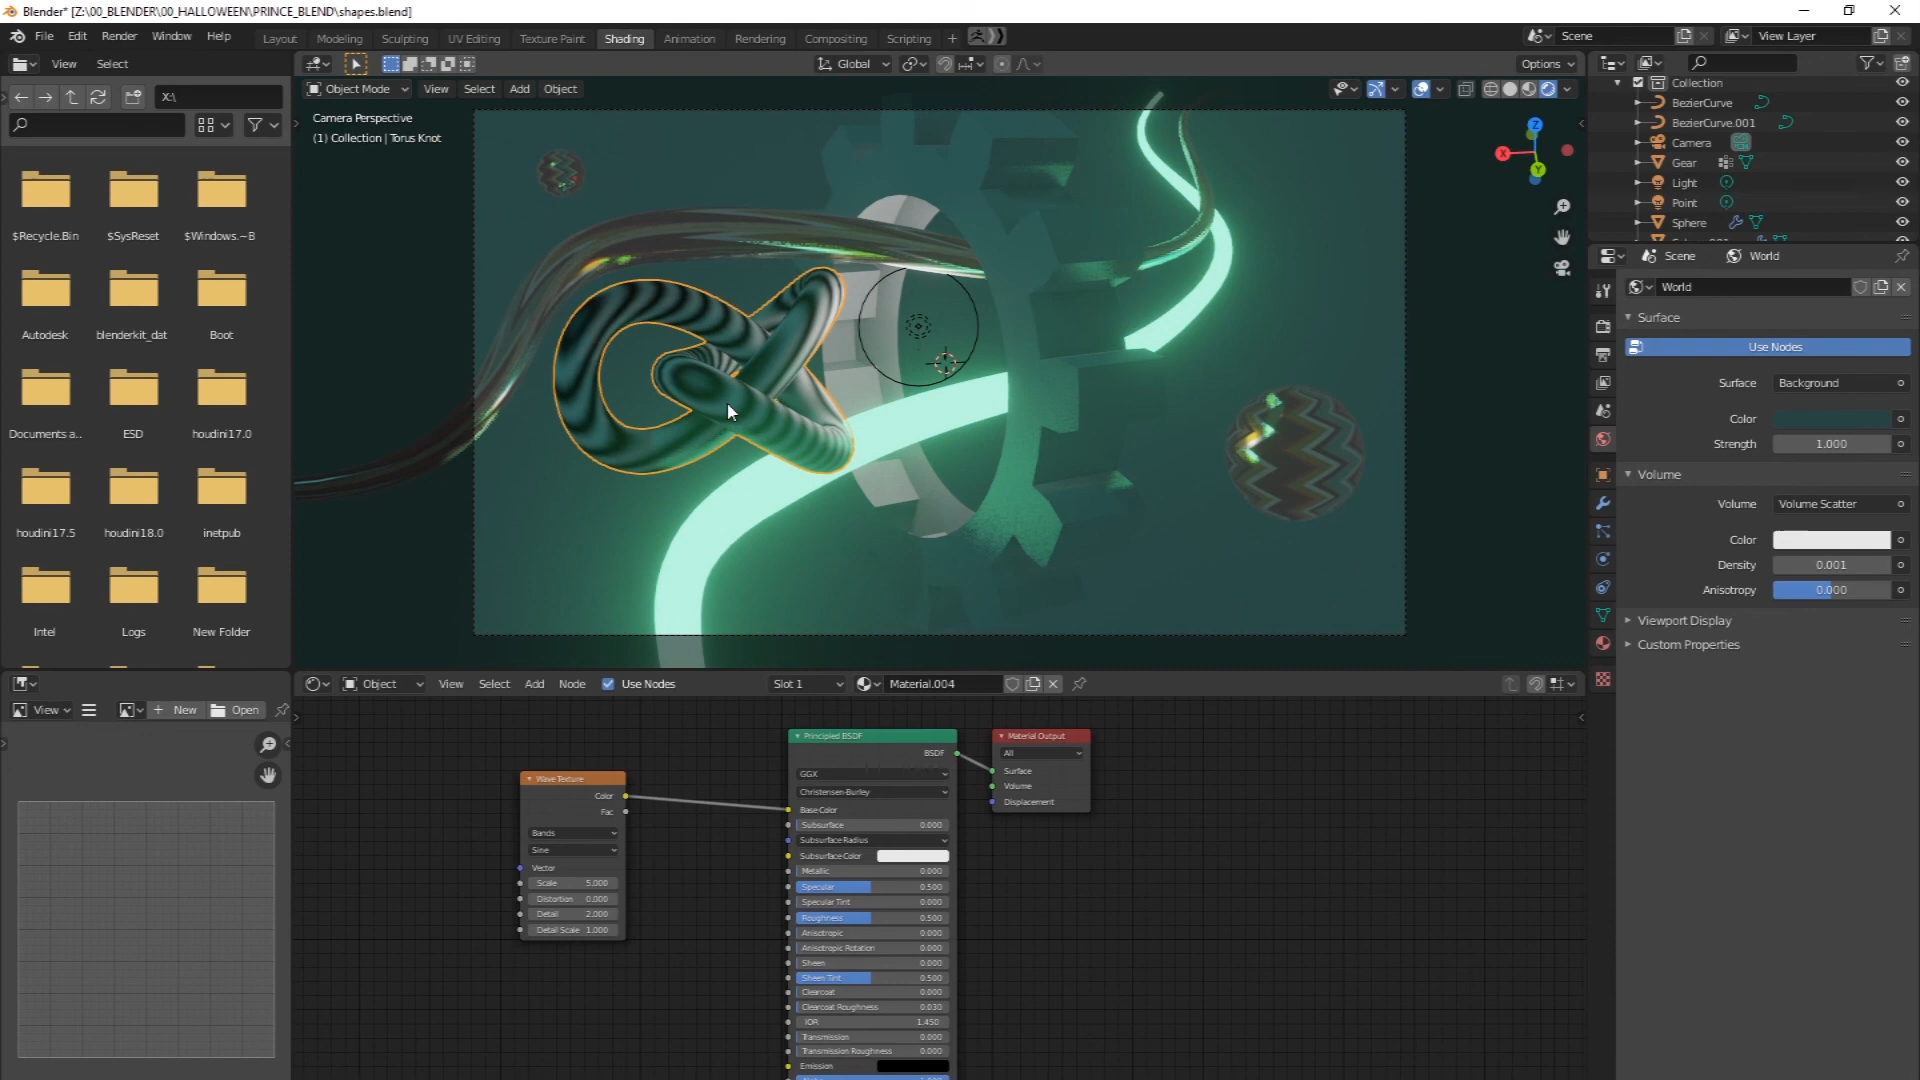 Blender* [Z:\00_BLENDER\00_HALLOWEEN\PRINCE_BLEND\shapes.blend]
File Edit Render Window Help
Layout Modeling Sculpting UV Editing Texture Paint Shading Animation Rendering Compositing Scripting
Scene
View Layer
View Select
Global
Options
X:\
Object Mode View Select Add Object
Camera Perspective
(1) Collection | Torus Knot
Z
X
Y
Collection
BezierCurve
BezierCurve.001
Camera
Gear
Light
Point
Sphere
$Recycle.Bin $SysReset $Windows.~B
Autodesk blenderkit_dat Boot
Documents a.. ESD houdini17.0
houdini17.5 houdini18.0 inetpub
Intel Logs New Folder
Scene World
World
Surface
Use Nodes
Surface Background
Color
Strength 1.000
Volume
Volume Volume Scatter
Color
Density 0.001
Anisotropy 0.000
Viewport Display
Custom Properties
View New Open
Object View Select Add Node Use Nodes Slot 1 Material.004
Wave Texture
Color
Fac
Bands
Sine
Vector
Scale 5.000
Distortion 0.000
Detail 2.000
Detail Scale 1.000
Principled BSDF
BSDF
GGX
Christensen-Burley
Base Color
Subsurface 0.000
Subsurface Radius
Subsurface Color
Metallic 0.000
Specular 0.500
Specular Tint 0.000
Roughness 0.500
Anisotropic 0.000
Anisotropic Rotation 0.000
Sheen 0.000
Sheen Tint 0.500
Clearcoat 0.000
Clearcoat Roughness 0.030
IOR 1.450
Transmission 0.000
Transmission Roughness 0.000
Emission
Material Output
All
Surface
Volume
Displacement